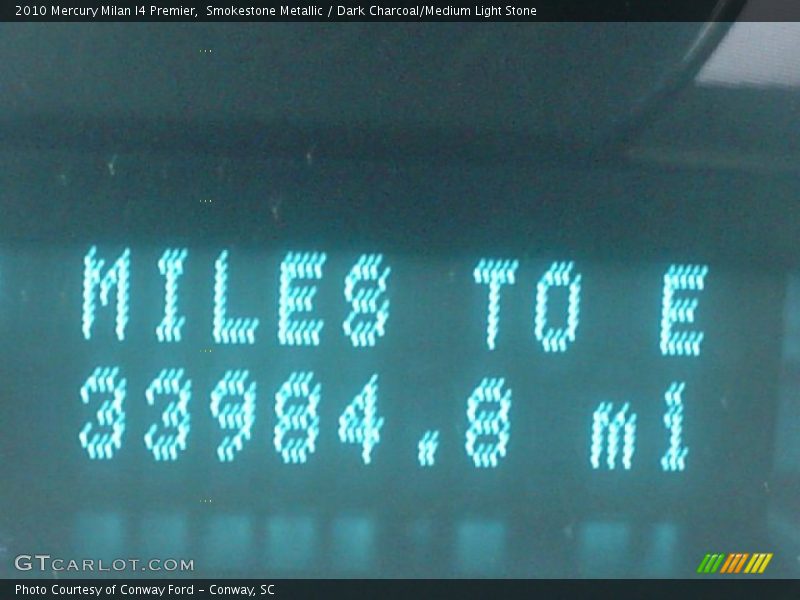 2010 Mercury Milan I4 Premier,  Smokestone Metallic / Dark Charcoal/Medium Light Stone
MILES TO E
33984.8 mi
GTCARLOT.COM
Photo Courtesy of Conway Ford - Conway, SC